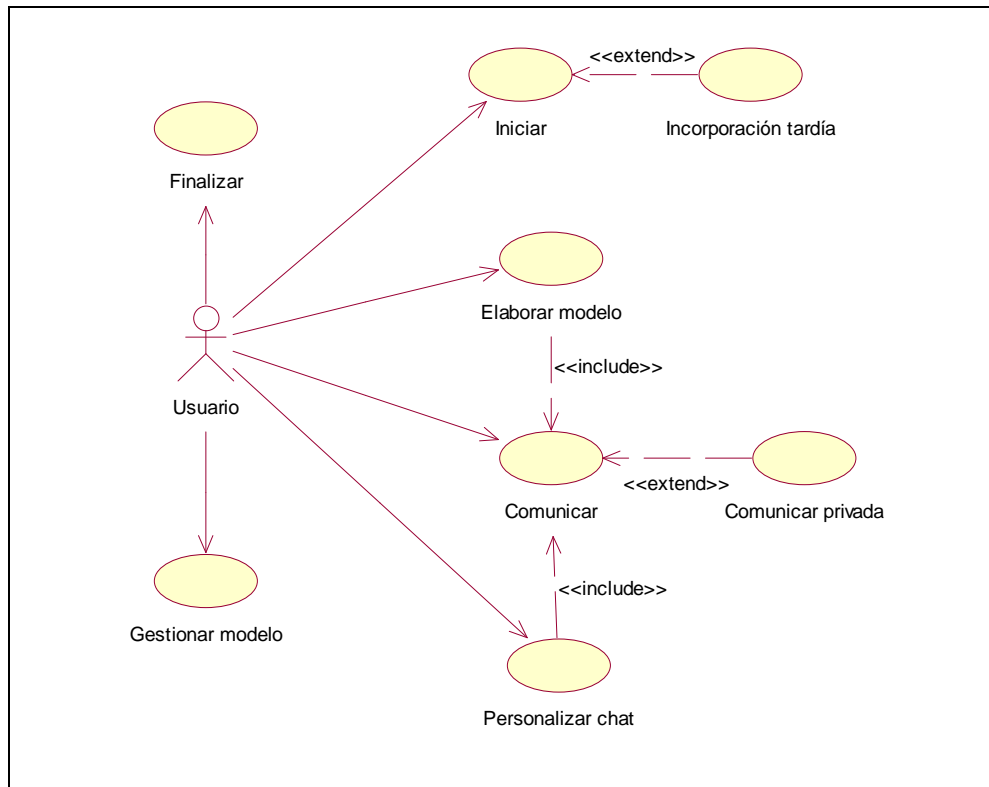 <<extend>>
Iniciar
Incorporación tardía
Finalizar
Elaborar modelo
<<include>>
Usuario
<<extend>>
Comunicar
Comunicar privada
<<include>>
Gestionar modelo
Personalizar chat